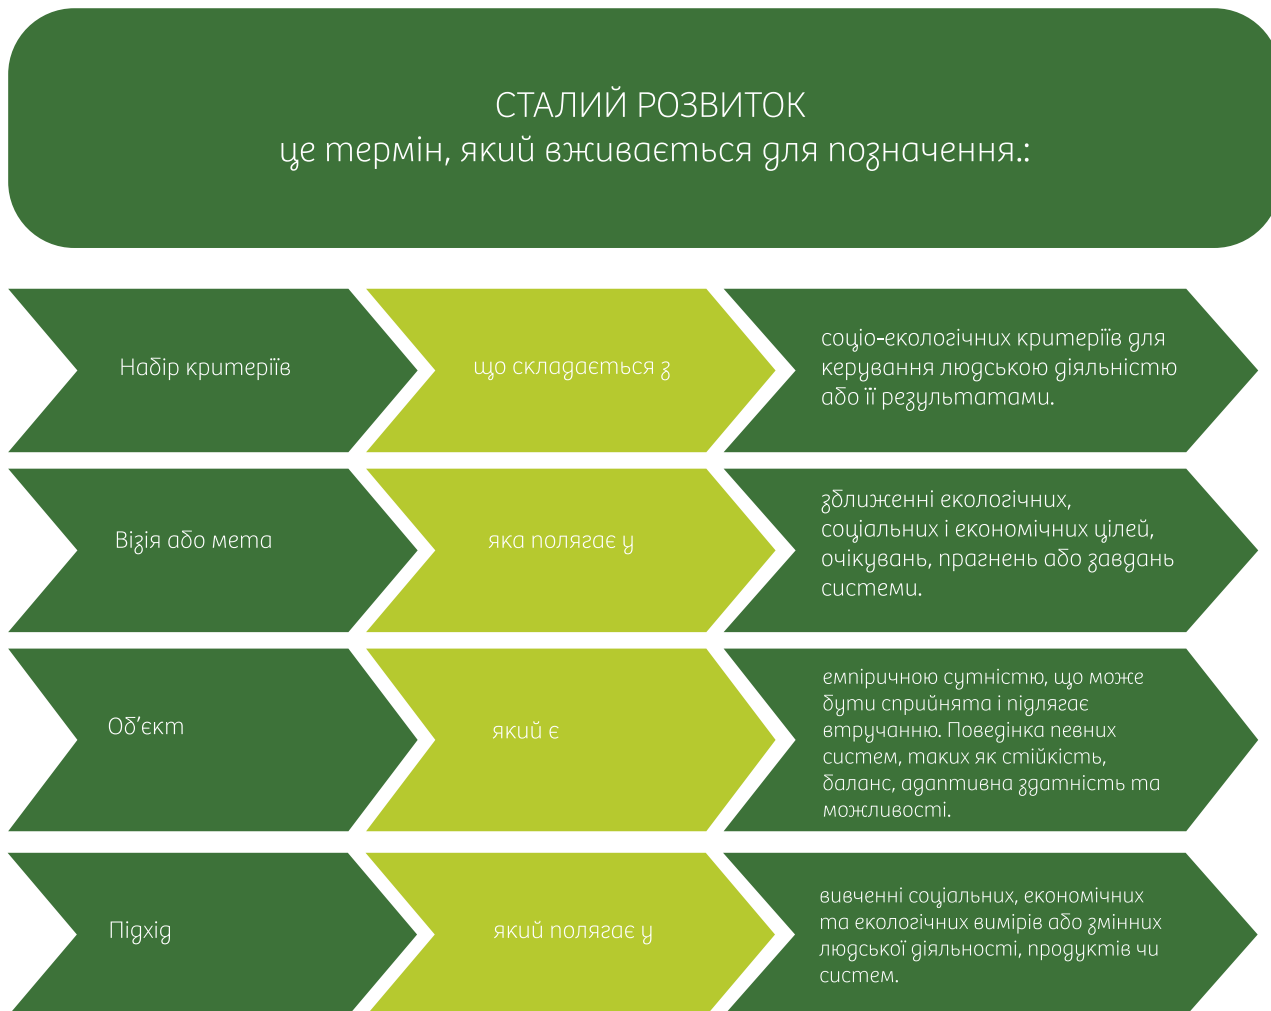 СТАЛИЙ РОЗВИТОК
це термін, який вживається для позначення.:
Набір критеріїв
що складається з
соціо-екологічних критеріїв для
керування людською діяльністю
або її результатами.
Візія або мета
яка полягає у
зближенні екологічних,
соціальних і економічних цілей,
очікувань, прагнень або завдань
системи.
Об’єкт
який є
емпіричною сутністю, що може
бути сприйнята і підлягає
втручанню. Поведінка певних
систем, таких як стійкість,
баланс, адаптивна здатність та
можливості.
Підхід
який полягає у
вивченні соціальних, економічних
та екологічних вимірів або змінних
людської діяльності, продуктів чи
систем.